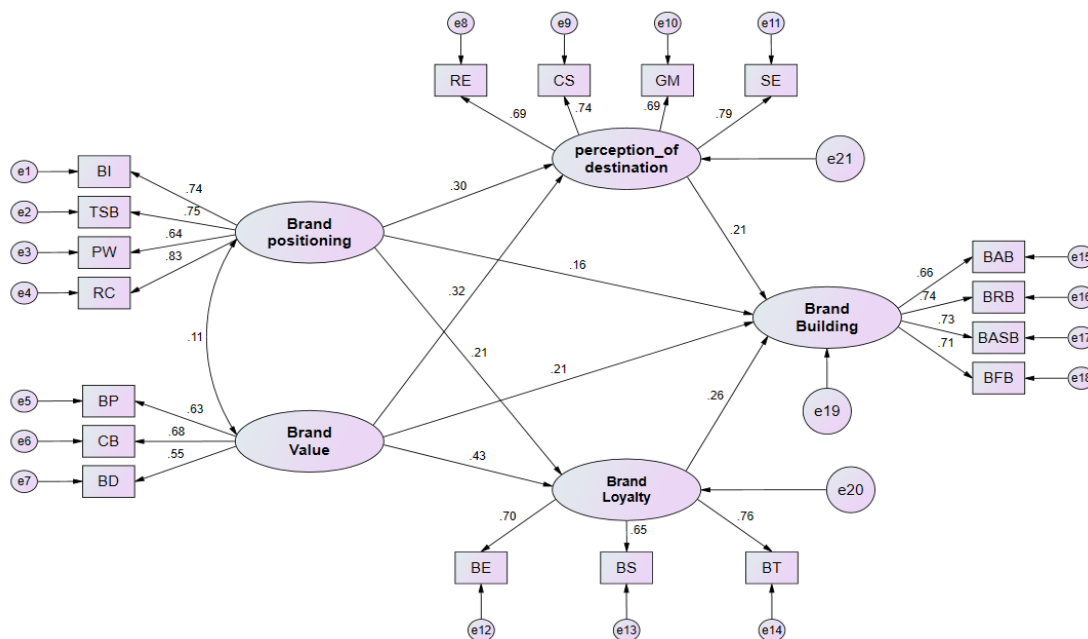 e8
e9
e10
e11
RE
CS
GM
SE
.69
.74
.69
.79
perception_of
destination
e21
e1
BI
e2
TSB
e3
PW
e4
RC
.74
.75
.64
.83
Brand
positioning
.30
.16
.21
.32
.21
.11
.21
.43
.26
Brand
Building
.66
.74
.73
.71
BAB
e15
BRB
e16
BASB
e17
BFB
e18
e19
e5
BP
e6
CB
e7
BD
.63
.68
.55
Brand
Value
Brand
Loyalty
e20
.70
.65
.76
BE
BS
BT
e12
e13
e14